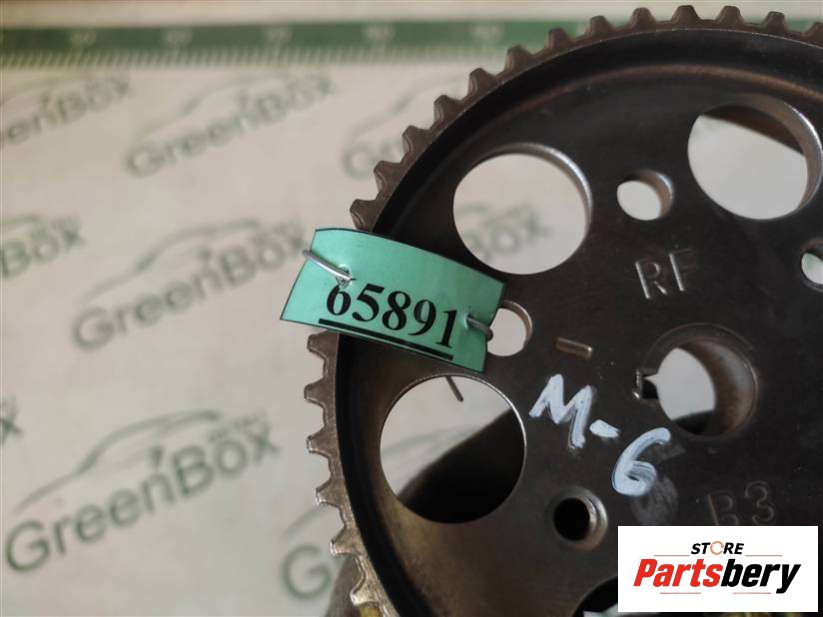 GreenBox
GreenBox
GreenBox
GreenBox
GreenBox
65891
RF
M-6
B3
STORE
Partsbery